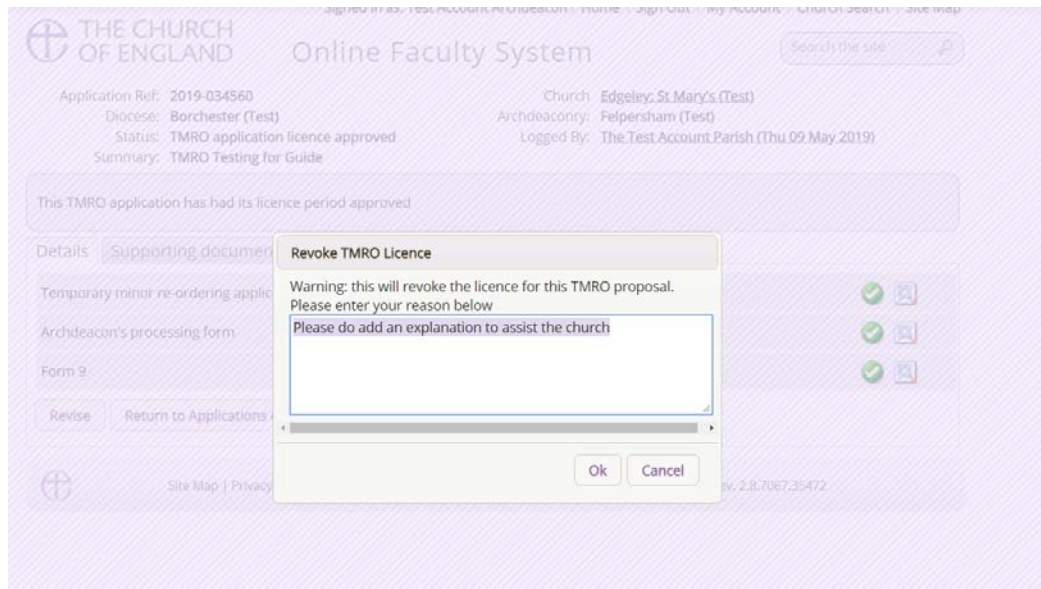 Signed in as: Test Account Archdeacon | Home | Sign Out | My Account | Church Search | Site Map
THE CHURCH
OF ENGLAND
Online Faculty System
Search the site
Application Ref: 2019-034560
Church Edgeley: St Mary's (Test)
Diocese: Borchester (Test)
Archdeaconry: Felpersham (Test)
Status: TMRO application licence approved
Logged By: The Test Account Parish (Thu 09 May 2019)
Summary: TMRO Testing for Guide
This TMRO application has had its licence period approved
Details Supporting documen
Revoke TMRO Licence
Warning: this will revoke the licence for this TMRO proposal.
Please enter your reason below
Please do add an explanation to assist the church
Temporary minor re-ordering applic
Archdeacon's processing form
Form 9
Revise Return to Applications
Ok Cancel
Site Map | Privacy
ev. 2.8.7067.35472